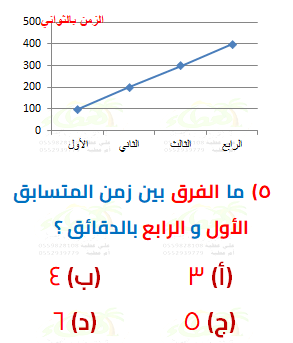 الزمن بالثواني
500
400
300
200
100
0
الأول الثاني الثالث الرابع
٥) ما الفرق بين زمن المتسابق
الأول و الرابع بالدقائق ؟
(أ) ٣ (ب) ٤
(ج) ٥ (د) ٦